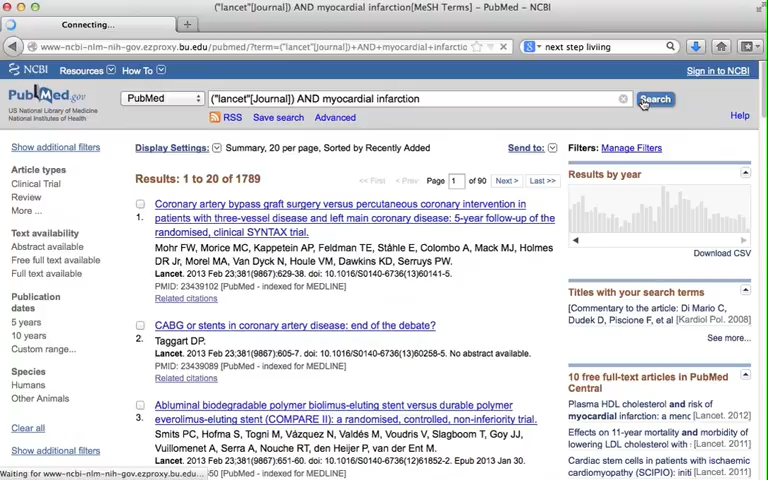 Connecting...
("lancet"[Journal]) AND myocardial infarction[MeSH Terms] - PubMed - NCBI
www-ncbi-nlm-nih-gov.ezproxy.bu.edu/pubmed/?term=("lancet"[Journal])+AND+myocardial+infarctio
next step liviing
NCBI Resources How To Sign in to NCBI
PubMed.gov
US National Library of Medicine
National Institutes of Health
PubMed
("lancet"[Journal]) AND myocardial infarction
Search
RSS Save search Advanced Help
Show additional filters
Article types
Clinical Trial
Review
More ...
Text availability
Abstract available
Free full text available
Full text available
Publication
dates
5 years
10 years
Custom range...
Species
Humans
Other Animals
Clear all
Show additional filters
Display Settings: Summary, 20 per page, Sorted by Recently Added Send to:
Results: 1 to 20 of 1789
<< First < Prev Page 1 of 90 Next > Last >>
1. Coronary artery bypass graft surgery versus percutaneous coronary intervention in
patients with three-vessel disease and left main coronary disease: 5-year follow-up of the
randomised, clinical SYNTAX trial.
Mohr FW, Morice MC, Kappetein AP, Feldman TE, Ståhle E, Colombo A, Mack MJ, Holmes
DR Jr, Morel MA, Van Dyck N, Houle VM, Dawkins KD, Serruys PW.
Lancet. 2013 Feb 23;381(9867):629-38. doi: 10.1016/S0140-6736(13)60141-5.
PMID: 23439102 [PubMed - indexed for MEDLINE]
Related citations
CABG or stents in coronary artery disease: end of the debate?
2. Taggart DP.
Lancet. 2013 Feb 23;381(9867):605-7. doi: 10.1016/S0140-6736(13)60258-5. No abstract available.
PMID: 23439089 [PubMed - indexed for MEDLINE]
Related citations
Abluminal biodegradable polymer biolimus-eluting stent versus durable polymer
3. everolimus-eluting stent (COMPARE II): a randomised, controlled, non-inferiority trial.
Smits PC, Hofma S, Togni M, Vázquez N, Valdés M, Voudris V, Slagboom T, Goy JJ,
Vuillomenet A, Serra A, Nouche RT, den Heijer P, van der Ent M.
Lancet. 2013 Feb 23;381(9867):651-60. doi: 10.1016/S0140-6736(12)61852-2. Epub 2013 Jan 30.
50 [PubMed - indexed for MEDLINE]
Filters: Manage Filters
Results by year
Download CSV
Titles with your search terms
[Commentary to the article: Di Mario C,
Dudek D, Piscione F, et al [Kardiol Pol. 2008]
See more...
10 free full-text articles in PubMed
Central
Plasma HDL cholesterol and risk of
myocardial infarction: a mend [Lancet. 2012]
Effects on 11-year mortality and morbidity of
lowering LDL cholesterol with [Lancet. 2011]
Cardiac stem cells in patients with ischaemic
cardiomyopathy (SCIPIO): initi [Lancet. 2011]
Waiting for www-ncbi-nlm-nih-gov.ezproxy.bu.edu...